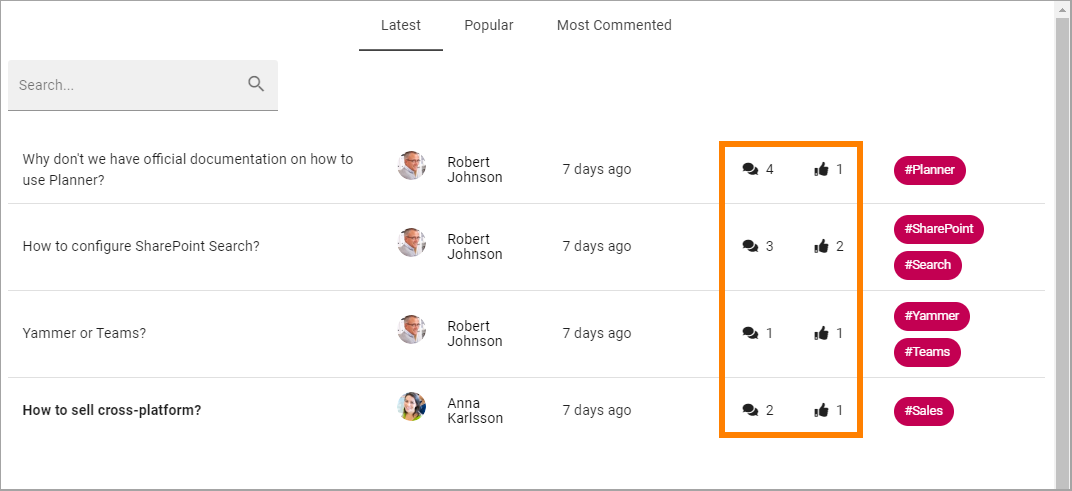 Latest Popular Most Commented
Search...
Why don't we have official documentation on how to
use Planner?
Robert
Johnson
7 days ago
4
1
#Planner
How to configure SharePoint Search?
Robert
Johnson
7 days ago
3
2
#SharePoint
#Search
Yammer or Teams?
Robert
Johnson
7 days ago
1
1
#Yammer
#Teams
How to sell cross-platform?
Anna
Karlsson
7 days ago
2
1
#Sales